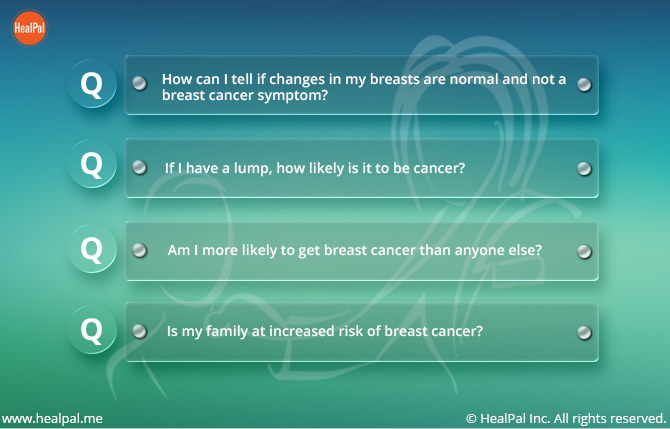 HealPal
Q
How can I tell if changes in my breasts are normal and not a
breast cancer symptom?
Q
If I have a lump, how likely is it to be cancer?
Q
Am I more likely to get breast cancer than anyone else?
Q
Is my family at increased risk of breast cancer?
www.healpal.me
© HealPal Inc. All rights reserved.